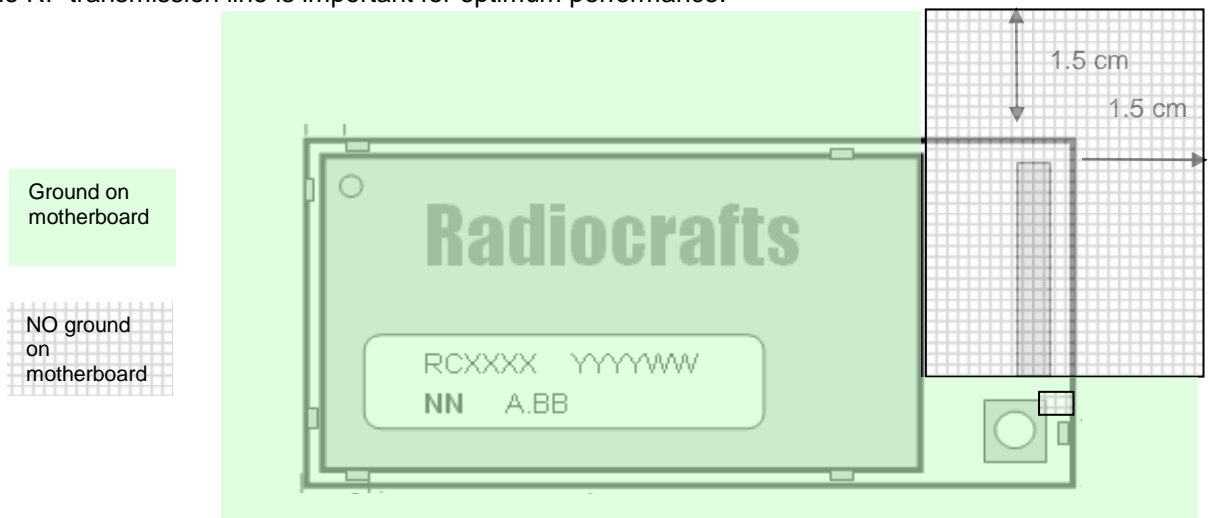 RF transmission line is important for optimum performance.
1.5 cm
1.5 cm
Ground on
motherboard
Radiocrafts
NO ground
on
motherboard
RCXXXX YYYYWW
NN A.BB